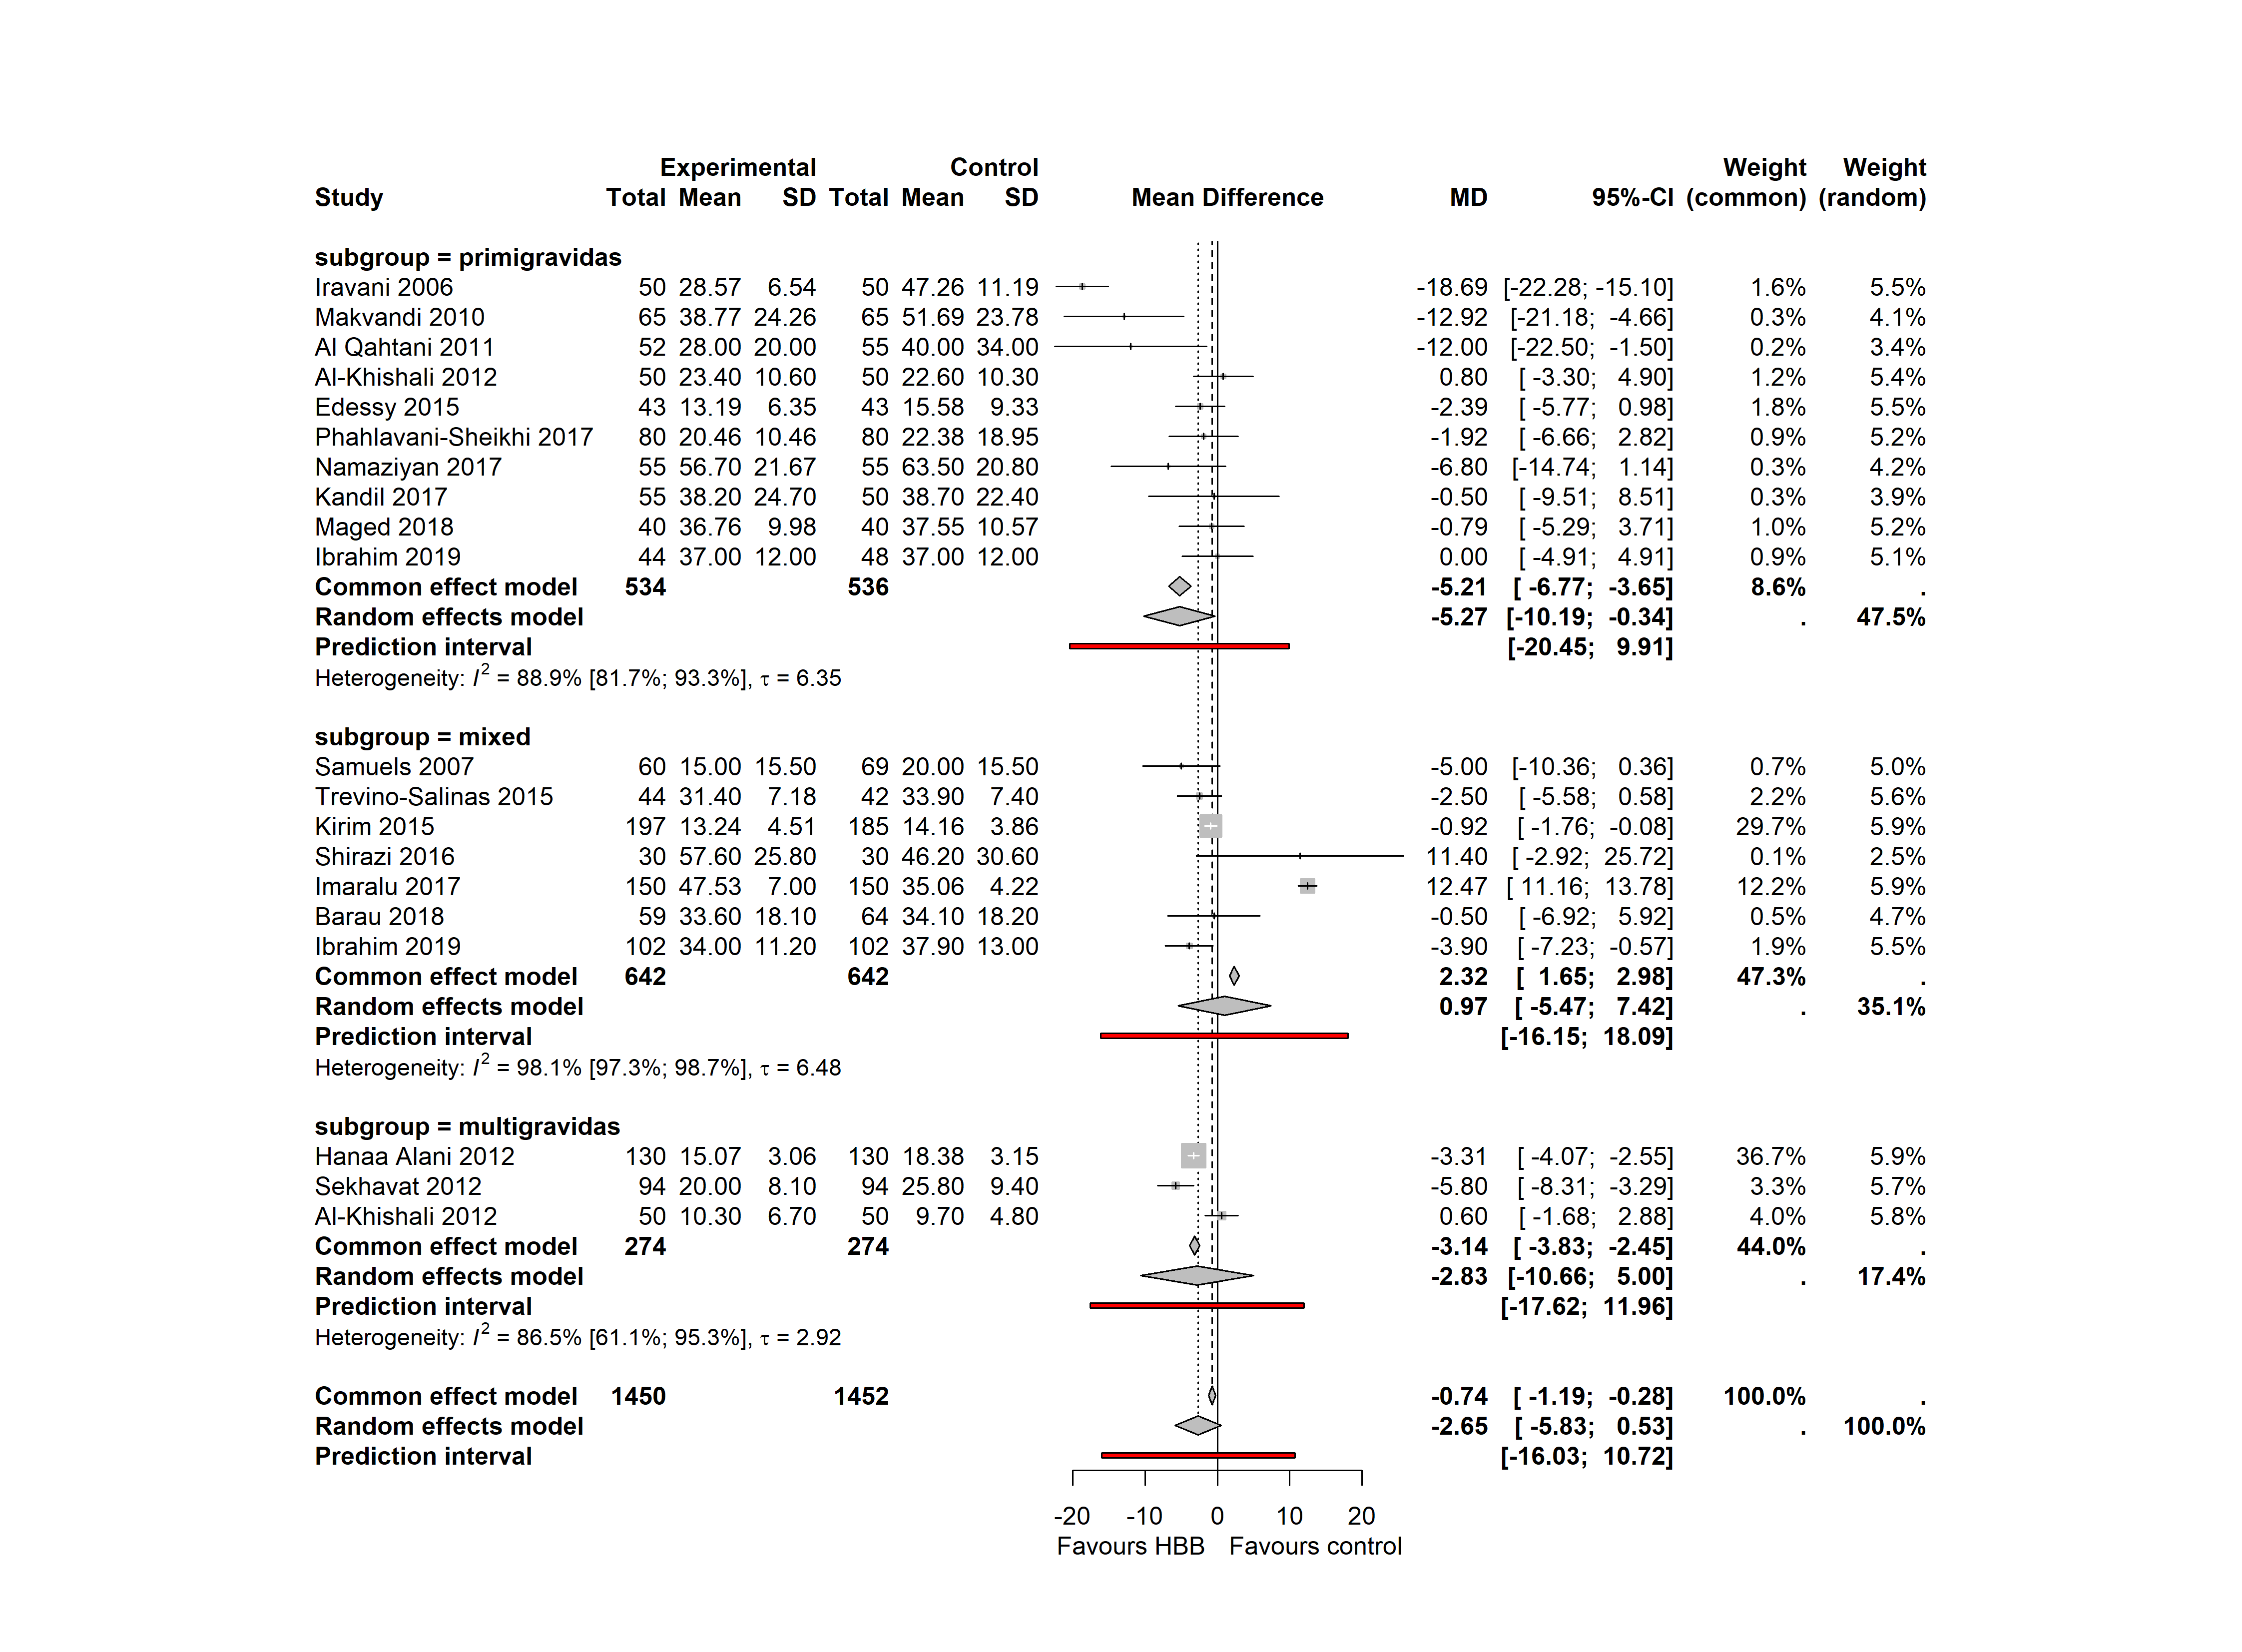 Experimental Control Weight Weight
Study Total Mean SD Total Mean SD Mean Difference MD 95%-CI (common) (random)
subgroup = primigravidas
Iravani 2006 50 28.57 6.54 50 47.26 11.19 -18.69 [-22.28; -15.10] 1.6% 5.5%
Makvandi 2010 65 38.77 24.26 65 51.69 23.78 -12.92 [-21.18; -4.66] 0.3% 4.1%
Al Qahtani 2011 52 28.00 20.00 55 40.00 34.00 -12.00 [-22.50; -1.50] 0.2% 3.4%
Al-Khishali 2012 50 23.40 10.60 50 22.60 10.30 0.80 [ -3.30; 4.90] 1.2% 5.4%
Edessy 2015 43 13.19 6.35 43 15.58 9.33 -2.39 [ -5.77; 0.98] 1.8% 5.5%
Phahlavani-Sheikhi 2017 80 20.46 10.46 80 22.38 18.95 -1.92 [ -6.66; 2.82] 0.9% 5.2%
Namaziyan 2017 55 56.70 21.67 55 63.50 20.80 -6.80 [-14.74; 1.14] 0.3% 4.2%
Kandil 2017 55 38.20 24.70 50 38.70 22.40 -0.50 [ -9.51; 8.51] 0.3% 3.9%
Maged 2018 40 36.76 9.98 40 37.55 10.57 -0.79 [ -5.29; 3.71] 1.0% 5.2%
Ibrahim 2019 44 37.00 12.00 48 37.00 12.00 0.00 [ -4.91; 4.91] 0.9% 5.1%
Common effect model 534 536 -5.21 [ -6.77; -3.65] 8.6% .
Random effects model -5.27 [-10.19; -0.34] . 47.5%
Prediction interval [-20.45; 9.91]
Heterogeneity: I² = 88.9% [81.7%; 93.3%], τ = 6.35
subgroup = mixed
Samuels 2007 60 15.00 15.50 69 20.00 15.50 -5.00 [-10.36; 0.36] 0.7% 5.0%
Trevino-Salinas 2015 44 31.40 7.18 42 33.90 7.40 -2.50 [ -5.58; 0.58] 2.2% 5.6%
Kirim 2015 197 13.24 4.51 185 14.16 3.86 -0.92 [ -1.76; -0.08] 29.7% 5.9%
Shirazi 2016 30 57.60 25.80 30 46.20 30.60 11.40 [ -2.92; 25.72] 0.1% 2.5%
Imaralu 2017 150 47.53 7.00 150 35.06 4.22 12.47 [ 11.16; 13.78] 12.2% 5.9%
Barau 2018 59 33.60 18.10 64 34.10 18.20 -0.50 [ -6.92; 5.92] 0.5% 4.7%
Ibrahim 2019 102 34.00 11.20 102 37.90 13.00 -3.90 [ -7.23; -0.57] 1.9% 5.5%
Common effect model 642 642 2.32 [ 1.65; 2.98] 47.3% .
Random effects model 0.97 [ -5.47; 7.42] . 35.1%
Prediction interval [-16.15; 18.09]
Heterogeneity: I² = 98.1% [97.3%; 98.7%], τ = 6.48
subgroup = multigravidas
Hanaa Alani 2012 130 15.07 3.06 130 18.38 3.15 -3.31 [ -4.07; -2.55] 36.7% 5.9%
Sekhavat 2012 94 20.00 8.10 94 25.80 9.40 -5.80 [ -8.31; -3.29] 3.3% 5.7%
Al-Khishali 2012 50 10.30 6.70 50 9.70 4.80 0.60 [ -1.68; 2.88] 4.0% 5.8%
Common effect model 274 274 -3.14 [ -3.83; -2.45] 44.0% .
Random effects model -2.83 [-10.66; 5.00] . 17.4%
Prediction interval [-17.62; 11.96]
Heterogeneity: I² = 86.5% [61.1%; 95.3%], τ = 2.92
Common effect model 1450 1452 -0.74 [ -1.19; -0.28] 100.0% .
Random effects model -2.65 [ -5.83; 0.53] . 100.0%
Prediction interval [-16.03; 10.72]
-20 -10 0 10 20
Favours HBB Favours control